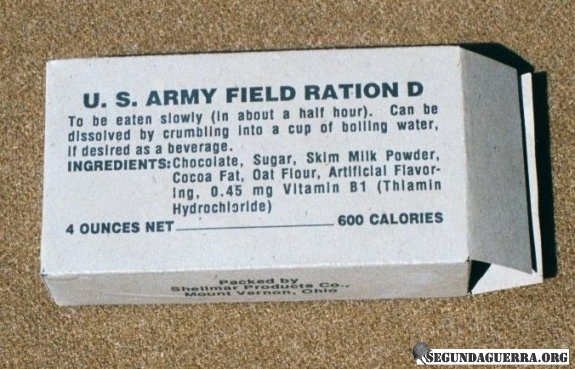 U. S. ARMY FIELD RATION D
To be eaten slowly (in about a half hour). Can be
dissolved by crumbling into a cup of boiling water,
if desired as a beverage.
INGREDIENTS: Chocolate, Sugar, Skim Milk Powder,
Cocoa Fat, Oat Flour, Artificial Flavor-
ing, 0.45 mg Vitamin B1 (Thiamin
Hydrochloride)
4 OUNCES NET 600 CALORIES
Packed by
Shellmar Products Co.,
Mount Vernon, Ohio
SEGUNDAGUERRA.ORG